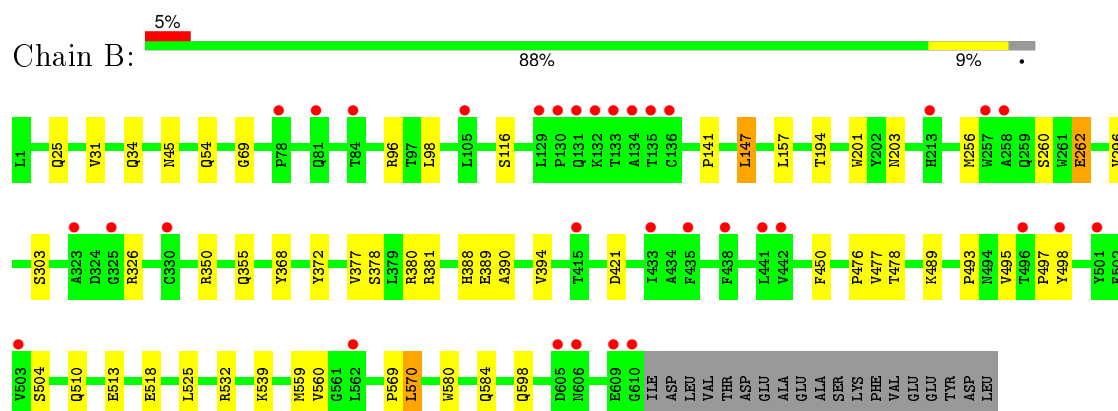 5%
Chain B:
88% 9% •
L1 Q25 V31 Q34 N45 Q54 G69 P78 Q81 T84 R96 T97 L98 L105 S116 L129 P130 Q131 K132 T133 A134 T135 C136 P141 L147 L157 T194 W201 Y202 N203 H213 M256 W257 A258 Q259 S260 W261 E262
S303 A323 D324 G325 R326 C330 R350 Q355 Y368 Y372 V377 S378 L379 R380 R381 H388 E389 A390 V394 T415 D421 I433 A434 F435 F438 L441 V442 F450 P476 V477 T478 K489 P493 N494 V495 T496 P497 Y498 Y501
V503 S504 Q510 E513 E518 L525 R532 K539 M559 V560 G561 L562 P569 L570 W580 Q584 Q598 D605 N606 E609 G610 ILE ASP LEU VAL THR ASP GLU ALA GLU ALA SER LYS PHE VAL GLU GLU TYR ASP LEU